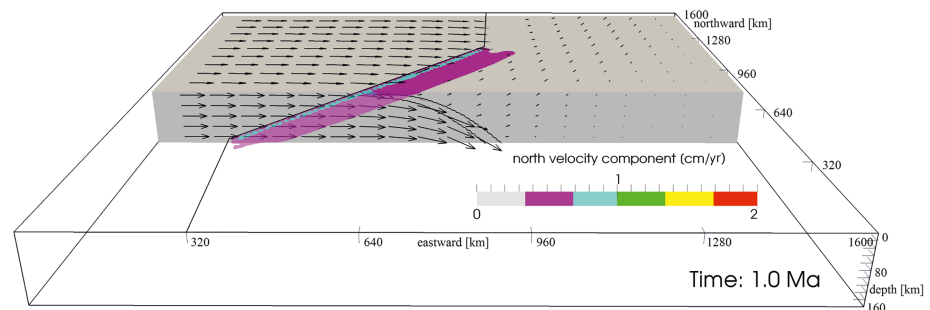 1600
northward [km]
1280
960
640
320
north velocity component (cm/yr)
1
0 2
320 640 eastward [km] 960 1280 1600 0
80
depth [km]
160
Time: 1.0 Ma